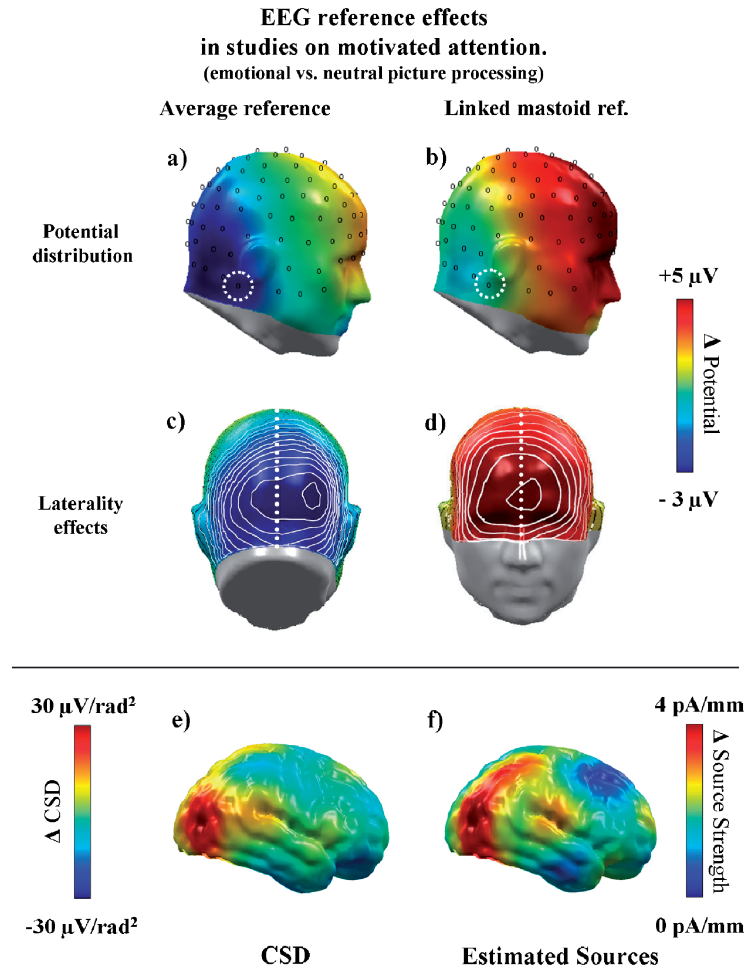 EEG reference effects
in studies on motivated attention.
(emotional vs. neutral picture processing)
Average reference
Linked mastoid ref.
a)
b)
Potential
distribution
+5 µV
Δ Potential
- 3 µV
c)
d)
Laterality
effects
30 µV/rad²
e)
f)
4 pA/mm
Δ CSD
Δ Source Strength
-30 µV/rad²
0 pA/mm
CSD
Estimated Sources